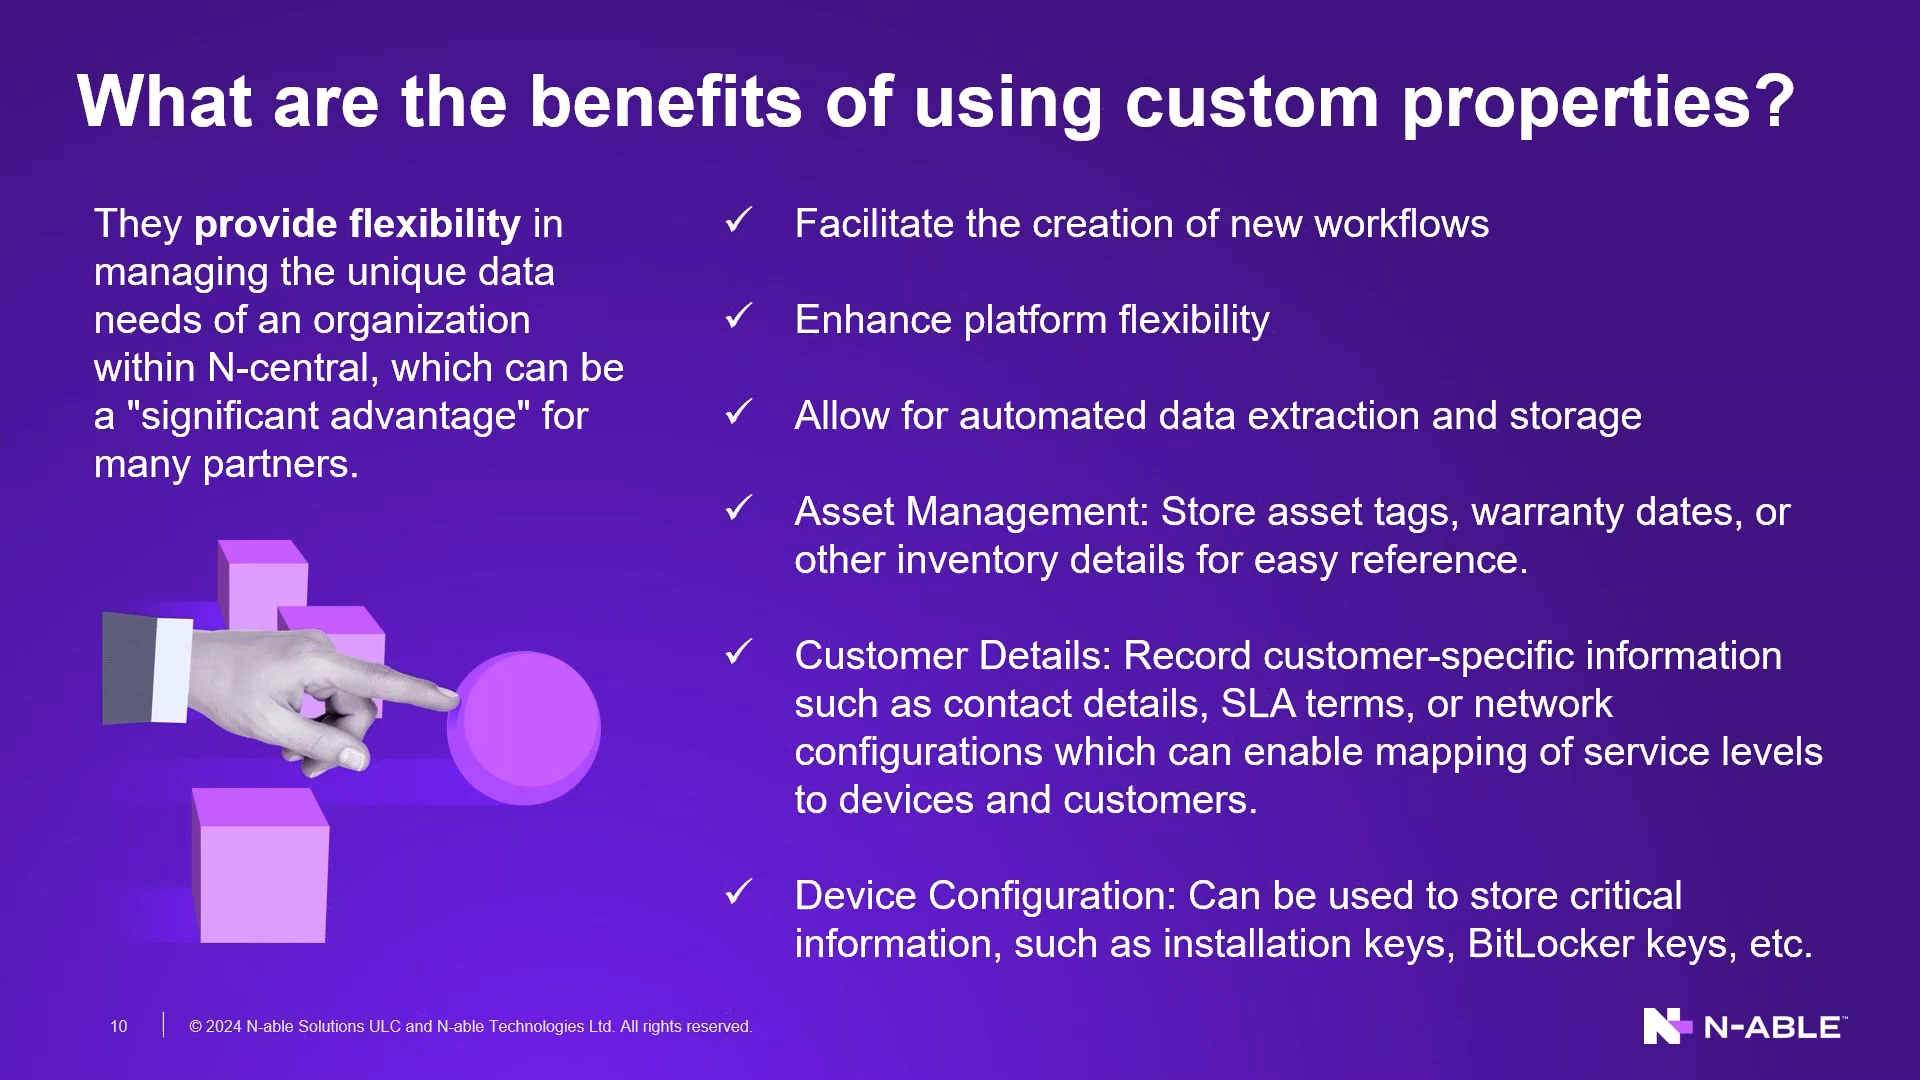 What are the benefits of using custom properties?
They provide flexibility in
managing the unique data
needs of an organization
within N-central, which can be
a "significant advantage" for
many partners.
✓ Facilitate the creation of new workflows
✓ Enhance platform flexibility
✓ Allow for automated data extraction and storage
✓ Asset Management: Store asset tags, warranty dates, or
other inventory details for easy reference.
✓ Customer Details: Record customer-specific information
such as contact details, SLA terms, or network
configurations which can enable mapping of service levels
to devices and customers.
✓ Device Configuration: Can be used to store critical
information, such as installation keys, BitLocker keys, etc.
10
© 2024 N-able Solutions ULC and N-able Technologies Ltd. All rights reserved.
N-ABLE™